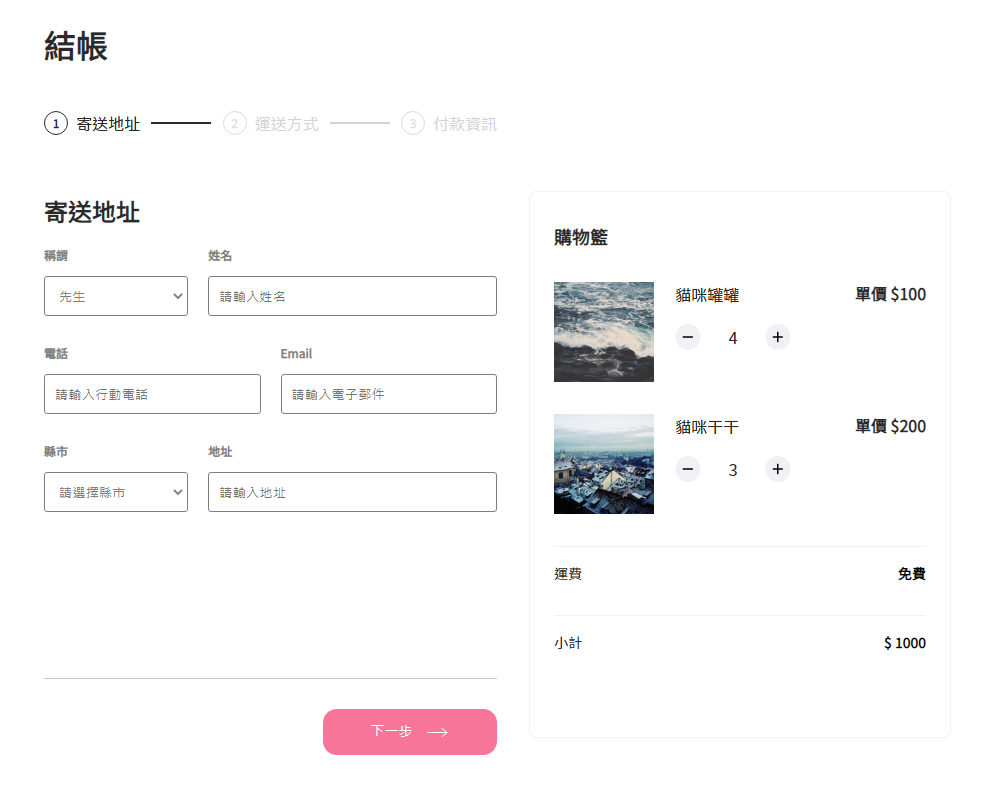 結帳
1 寄送地址 2 運送方式 3 付款資訊
寄送地址
稱謂 姓名
先生 請輸入姓名
電話 Email
請輸入行動電話 請輸入電子郵件
縣市 地址
請選擇縣市 請輸入地址
下一步
購物籃
貓咪罐罐 單價 $100
4
貓咪干干 單價 $200
3
運費 免費
小計 $ 1000